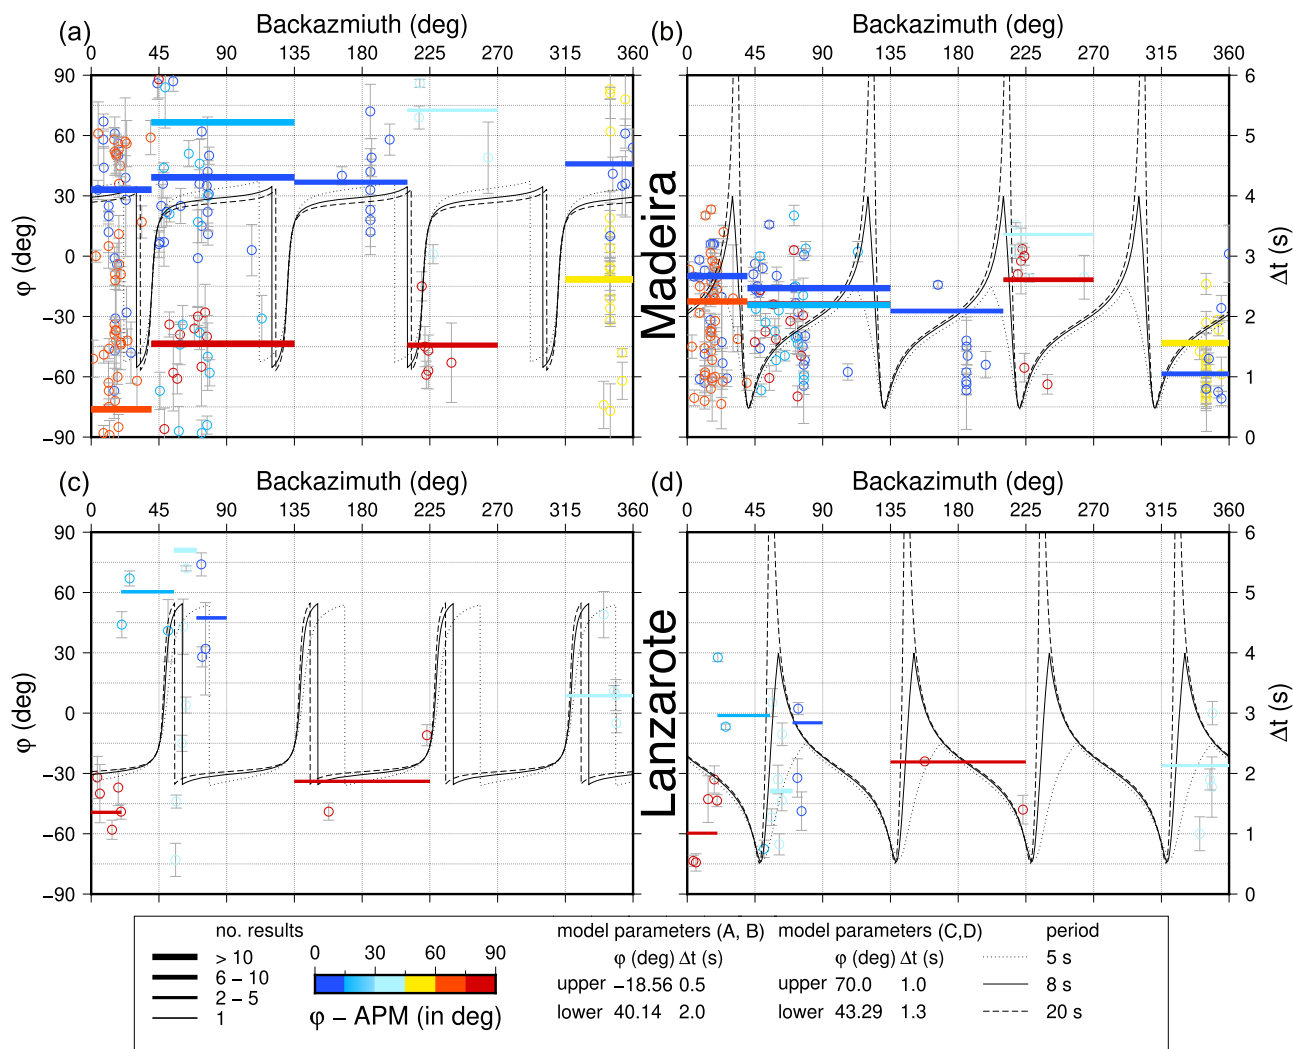 (a) Backazmiuth (deg)
(b) Backazimuth (deg)
0 45 90 135 180 225 270 315 360
0 45 90 135 180 225 270 315 360
90
60
30
0
−30
−60
−90
φ (deg)
Madeira
6
5
4
3
2
1
0
Δt (s)
(c) Backazimuth (deg)
(d) Backazimuth (deg)
0 45 90 135 180 225 270 315 360
0 45 90 135 180 225 270 315 360
90
60
30
0
−30
−60
−90
φ (deg)
Lanzarote
6
5
4
3
2
1
0
Δt (s)
no. results
> 10
6 − 10
2 − 5
1
0 30 60 90
φ − APM (in deg)
model parameters (A, B)
φ (deg) Δt (s)
upper −18.56 0.5
lower 40.14 2.0
model parameters (C,D)
φ (deg) Δt (s)
upper 70.0 1.0
lower 43.29 1.3
period
5 s
8 s
20 s